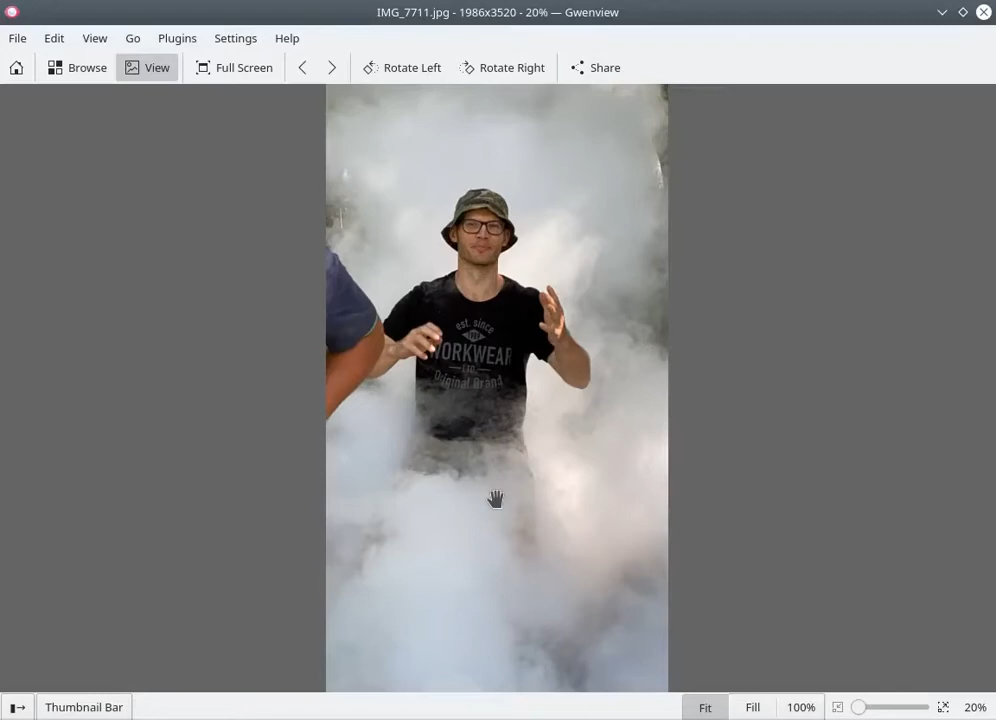 IMG_7711.jpg - 1986x3520 - 20% — Gwenview
File Edit View Go Plugins Settings Help
Browse View Full Screen Rotate Left Rotate Right Share
est. since
WORKWEAR
LTD.
Original Brand
Thumbnail Bar Fit Fill 100% 20%